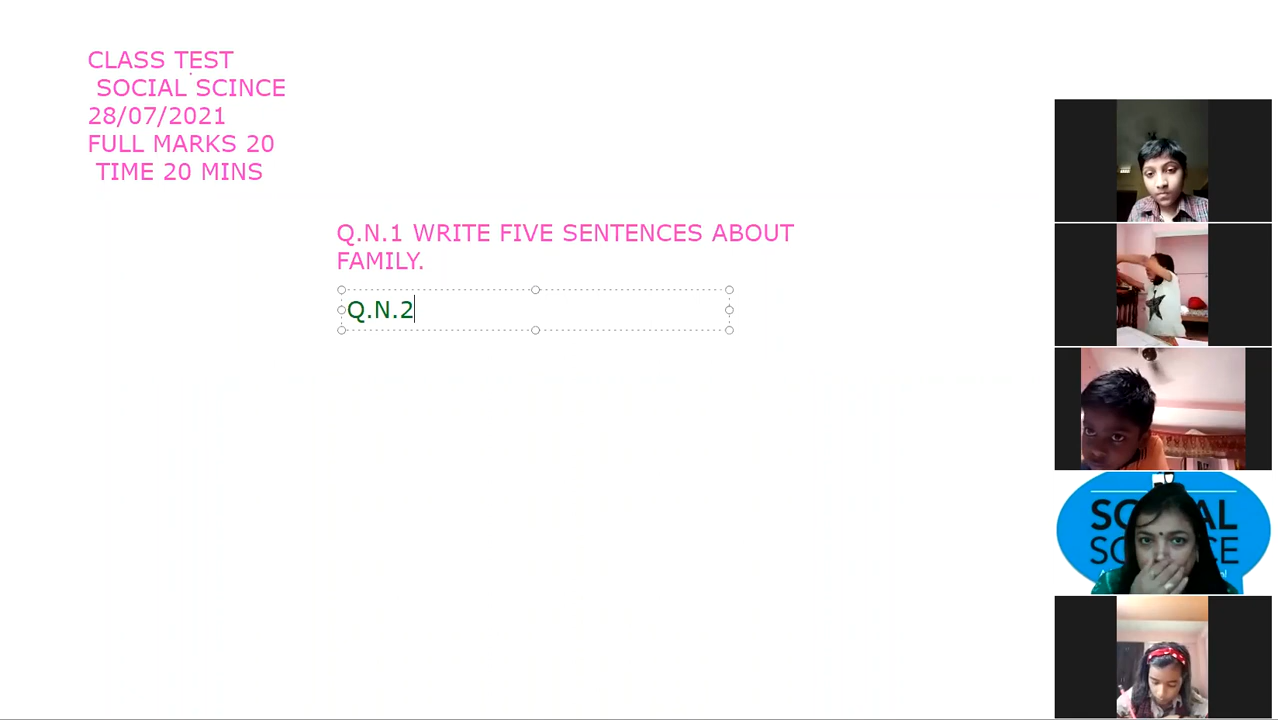 CLASS TEST
SOCIAL SCINCE
28/07/2021
FULL MARKS 20
TIME 20 MINS
Q.N.1 WRITE FIVE SENTENCES ABOUT
FAMILY.
Q.N.2